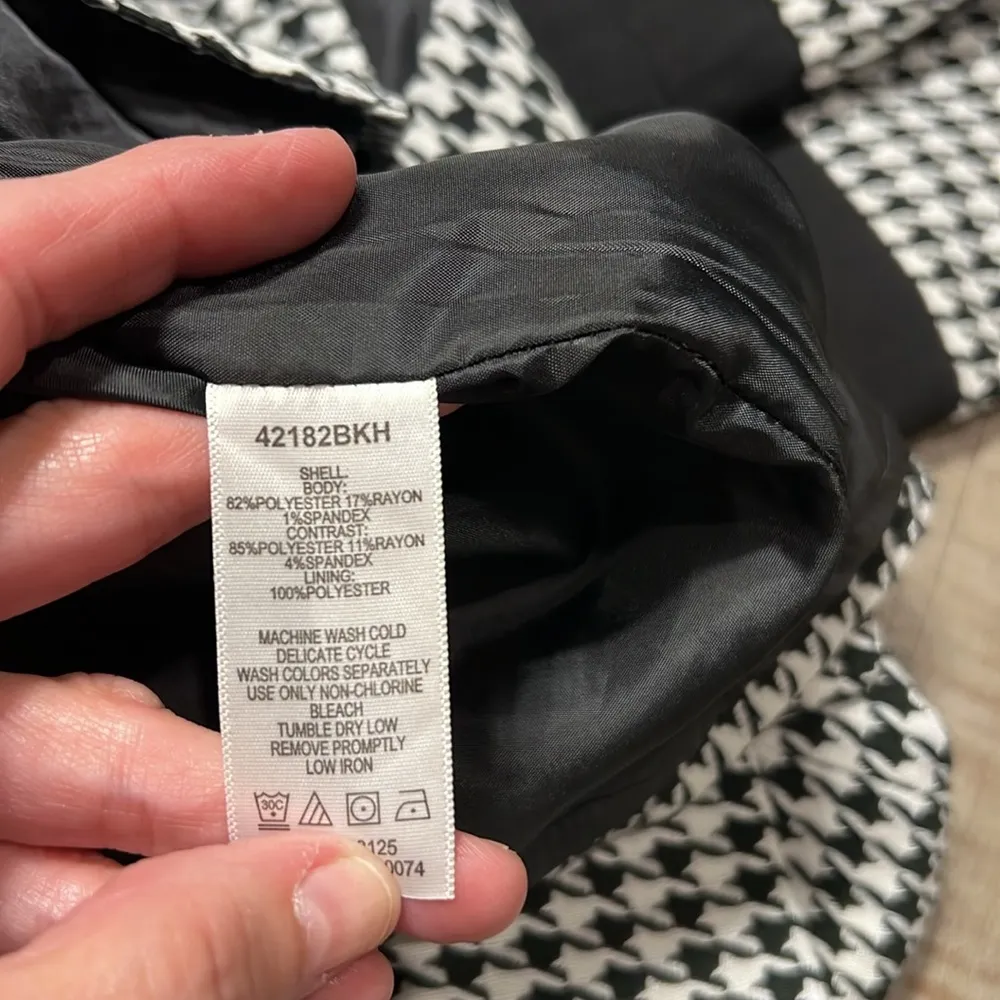 42182BKH
SHELL
BODY:
82%POLYESTER 17%RAYON
1%SPANDEX
CONTRAST:
85%POLYESTER 11%RAYON
4%SPANDEX
LINING:
100%POLYESTER
MACHINE WASH COLD
DELICATE CYCLE
WASH COLORS SEPARATELY
USE ONLY NON-CHLORINE
BLEACH
TUMBLE DRY LOW
REMOVE PROMPTLY
LOW IRON
30C